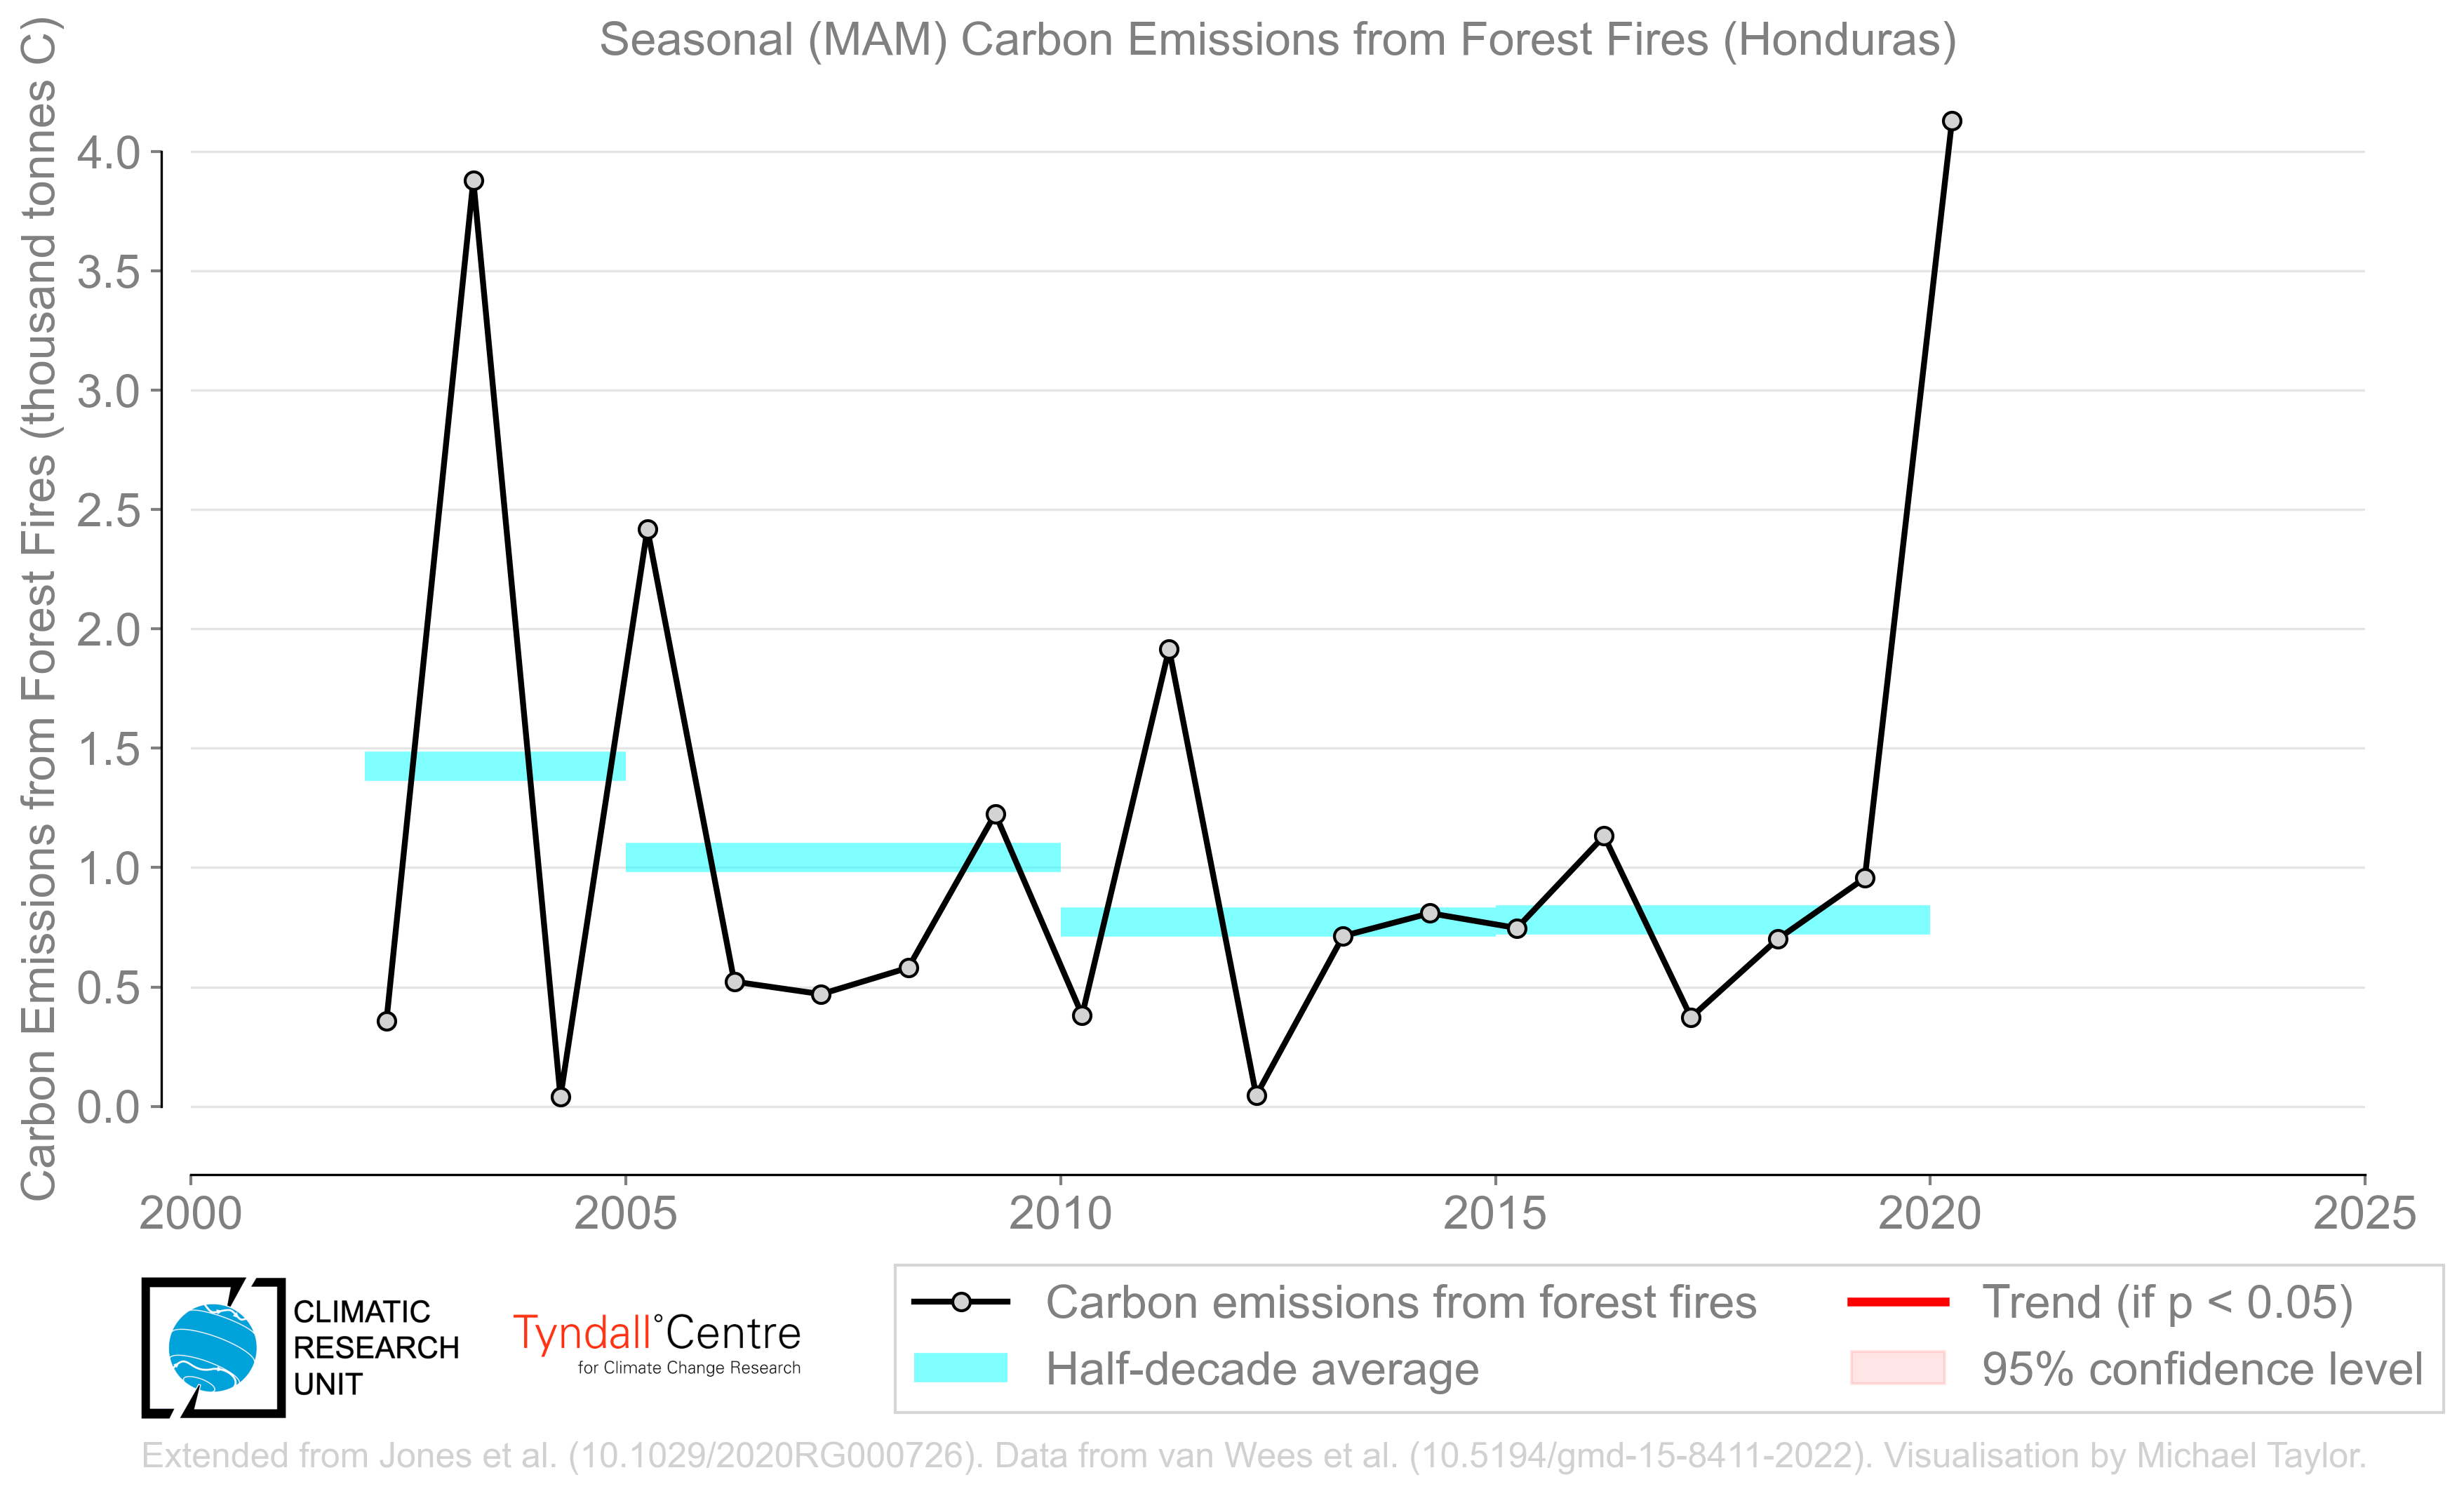 Seasonal (MAM) Carbon Emissions from Forest Fires (Honduras)
Carbon Emissions from Forest Fires (thousand tonnes C)
4.0
3.5
3.0
2.5
2.0
1.5
1.0
0.5
0.0
2000 2005 2010 2015 2020 2025
CLIMATIC
RESEARCH
UNIT
Tyndall°Centre
for Climate Change Research
Carbon emissions from forest fires
Half-decade average
Trend (if p < 0.05)
95% confidence level
Extended from Jones et al. (10.1029/2020RG000726). Data from van Wees et al. (10.5194/gmd-15-8411-2022). Visualisation by Michael Taylor.